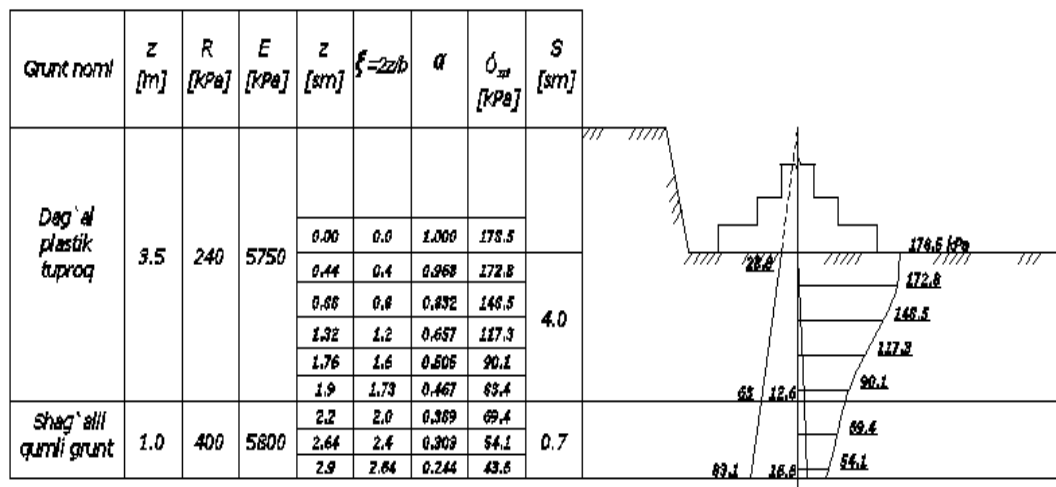 Grunt nomi z [m] R [kPa] E [kPa] z [sm] ξ=2z/b α [kPa] S [sm]
Dag`al plastik tuproq 3.5 240 5750
0.00 0.0 1.000 178.5
0.44 0.4 0.968 172.8
0.88 0.8 0.832 148.5
1.32 1.2 0.657 117.3
1.76 1.6 0.505 90.1
1.9 1.73 0.467 83.4
4.0
Shag`alli qumli grunt 1.0 400 5800
2.2 2.0 0.389 69.4
2.64 2.4 0.303 54.1
2.9 2.64 0.244 43.6
0.7
178.5 kPa
172.8
148.5
117.3
90.1
63 12.6
69.4
54.1
83.1